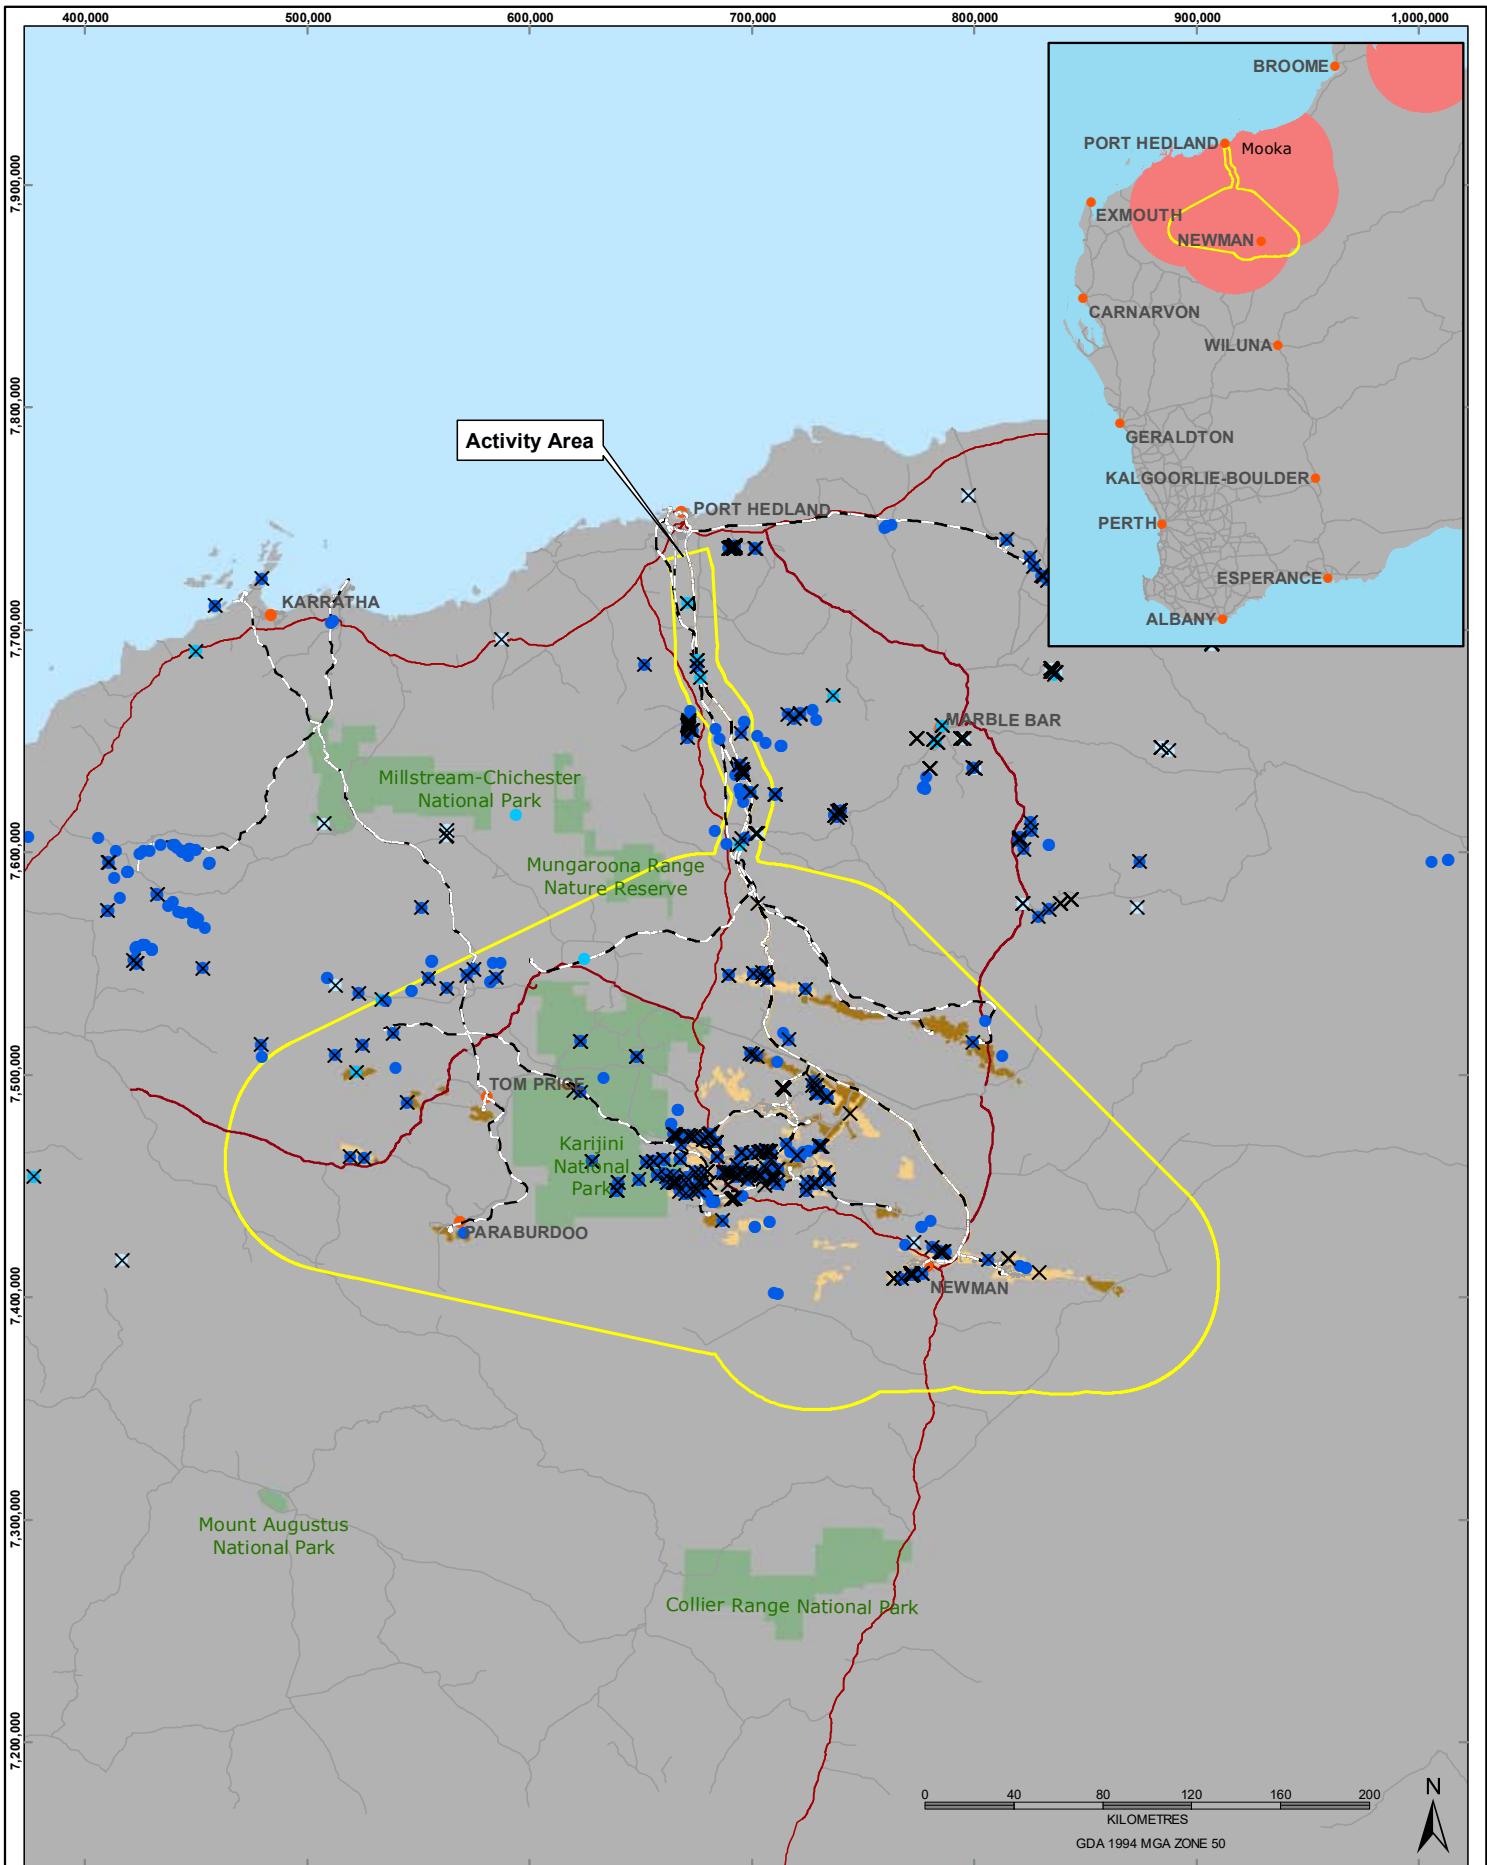 400,000
500,000
600,000
700,000
800,000
900,000
1,000,000
7,900,000
7,800,000
7,700,000
7,600,000
7,500,000
7,400,000
7,300,000
7,200,000
BROOME
PORT HEDLAND
Mooka
EXMOUTH
NEWMAN
CARNARVON
WILUNA
GERALDTON
KALGOORLIE-BOULDER
PERTH
ESPERANCE
ALBANY
Activity Area
PORT HEDLAND
KARRATHA
MARBLE BAR
Millstream-Chichester
National Park
Mungaroona Range
Nature Reserve
TOM PRICE
Karijini
National
Park
PARABURDOO
NEWMAN
Mount Augustus
National Park
Collier Range National Park
0
40
80
120
160
200
KILOMETRES
GDA 1994 MGA ZONE 50
N